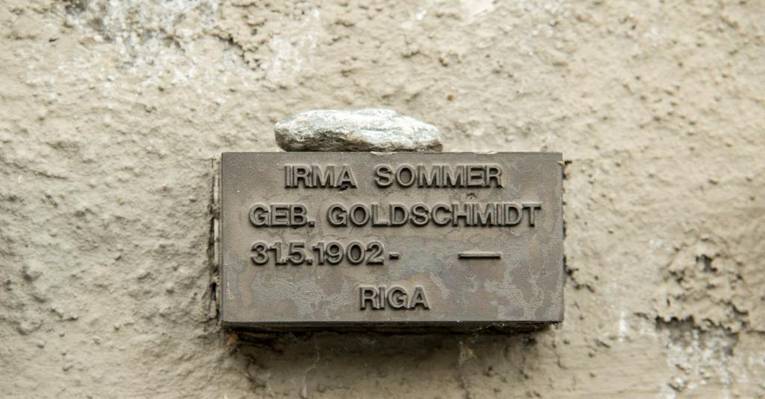 IRMA SOMMER
GEB. GOLDSCHMIDT
31.5.1902 - —
RIGA